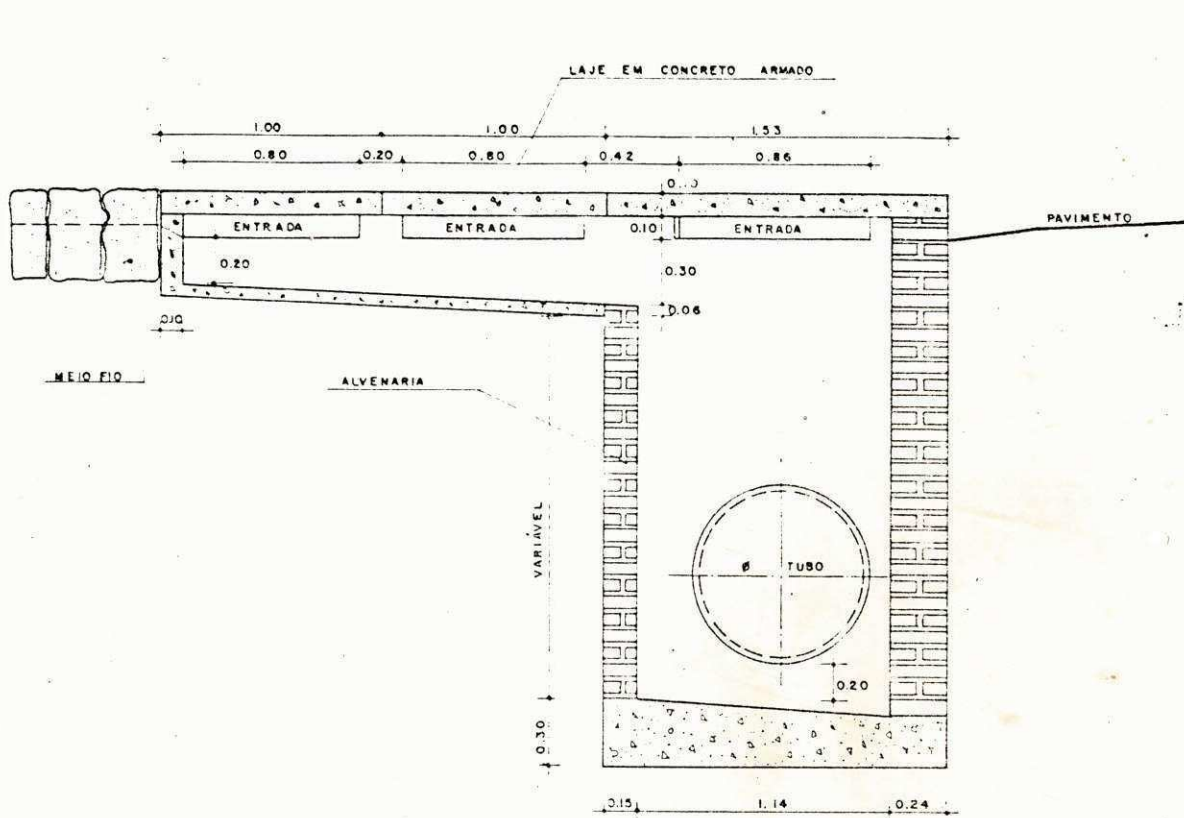 LAJE EM CONCRETO ARMADO
1.00 1.00 1.53
0.80 0.20 0.80 0.42 0.86
ENTRADA ENTRADA 0.10 ENTRADA
PAVIMENTO
0.20 0.30
0.06
0.10
MEIO FIO
ALVENARIA
VARIÁVEL
Ø TUBO
0.20
0.30
0.15 1.14 0.24